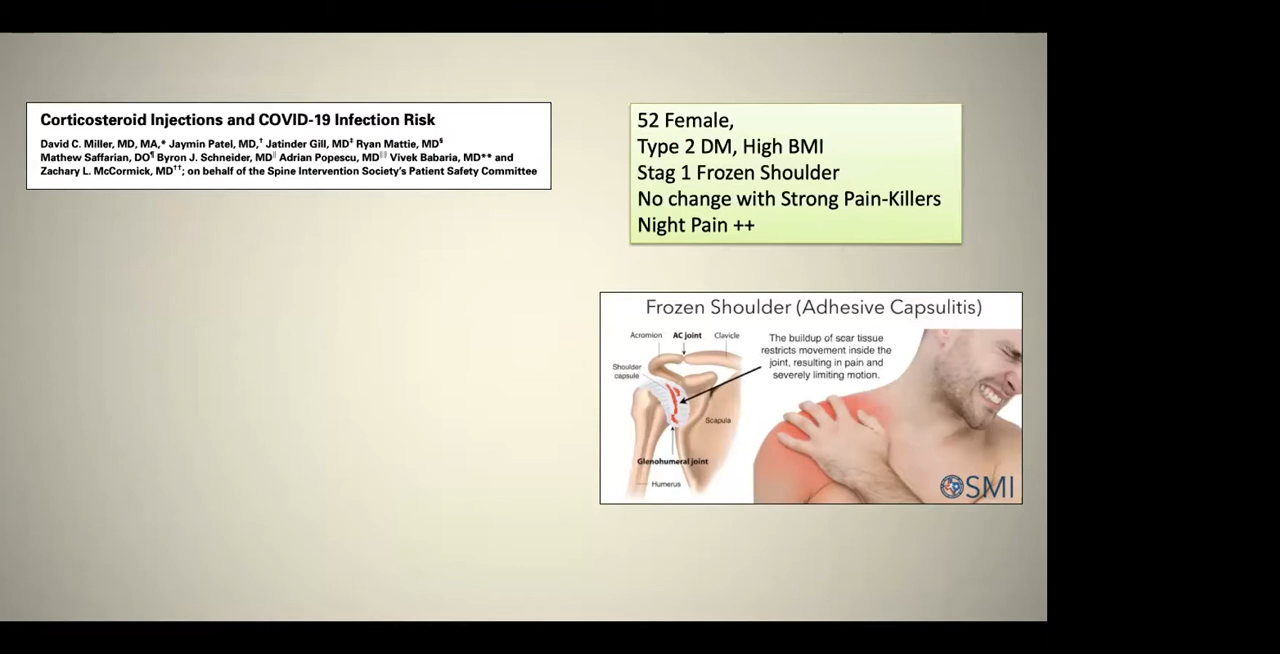 Corticosteroid Injections and COVID-19 Infection Risk
David C. Miller, MD, MA,* Jaymin Patel, MD,† Jatinder Gill, MD‡ Ryan Mattie, MD§
Mathew Saffarian, DO¶ Byron J. Schneider, MD|| Adrian Popescu, MD|||| Vivek Babaria, MD** and
Zachary L. McCormick, MD††; on behalf of the Spine Intervention Society's Patient Safety Committee
52 Female,
Type 2 DM, High BMI
Stag 1 Frozen Shoulder
No change with Strong Pain-Killers
Night Pain ++
Frozen Shoulder (Adhesive Capsulitis)
Acromion
AC joint
Clavicle
The buildup of scar tissue
restricts movement inside the
joint, resulting in pain and
severely limiting motion.
Shoulder
capsule
Scapula
Glenohumeral joint
Humerus
SMI